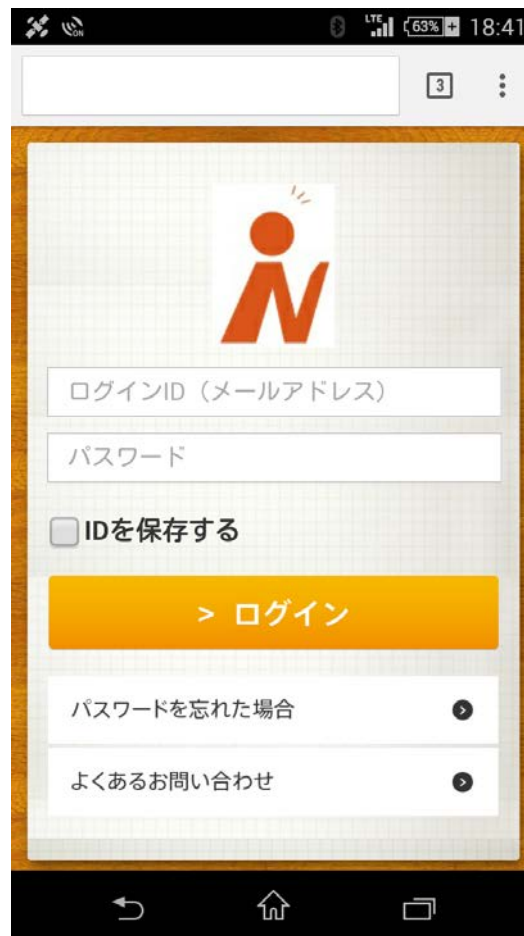 ON
LTE
63%
18:41
3
ログインID（メールアドレス）
パスワード
IDを保存する
> ログイン
パスワードを忘れた場合
よくあるお問い合わせ